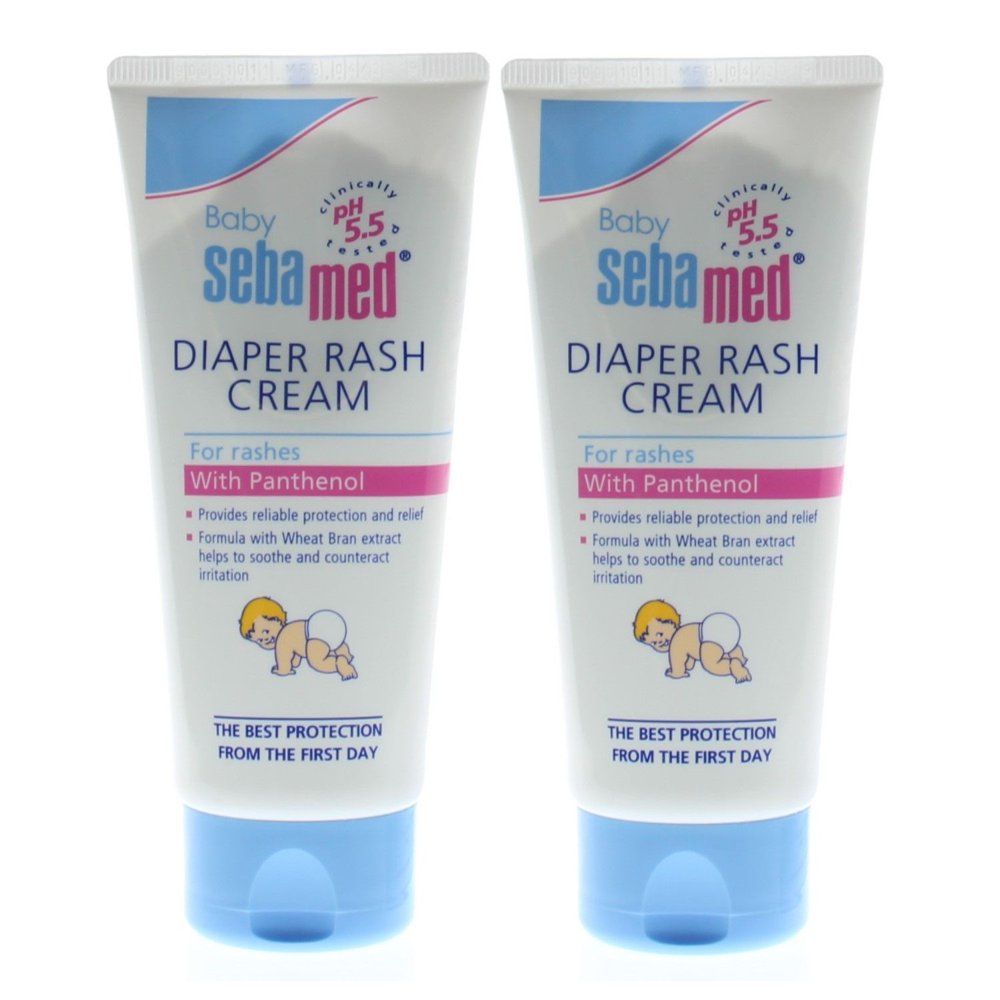 Baby
clinically
pH
5.5
tested
sebamed®
DIAPER RASH
CREAM
For rashes
With Panthenol
▪ Provides reliable protection and relief
▪ Formula with Wheat Bran extract
helps to soothe and counteract
irritation
THE BEST PROTECTION
FROM THE FIRST DAY
Baby
clinically
pH
5.5
tested
sebamed®
DIAPER RASH
CREAM
For rashes
With Panthenol
▪ Provides reliable protection and relief
▪ Formula with Wheat Bran extract
helps to soothe and counteract
irritation
THE BEST PROTECTION
FROM THE FIRST DAY